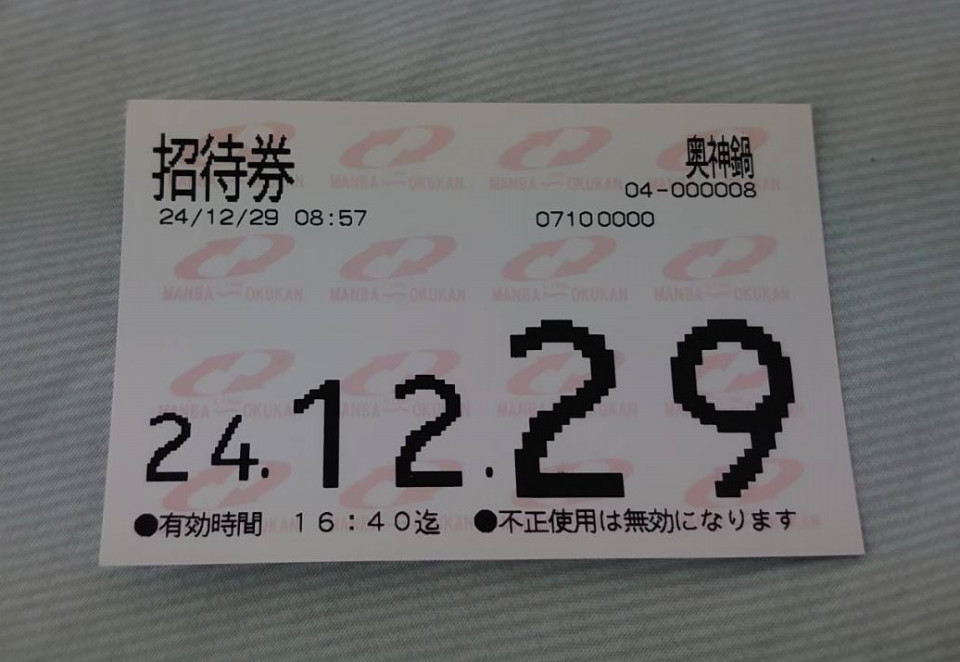 招待券
奥神鍋
04-000008
24/12/29 08:57
07100000
24.12.29
●有効時間 16:40迄 ●不正使用は無効になります
MANBA OKUKAN